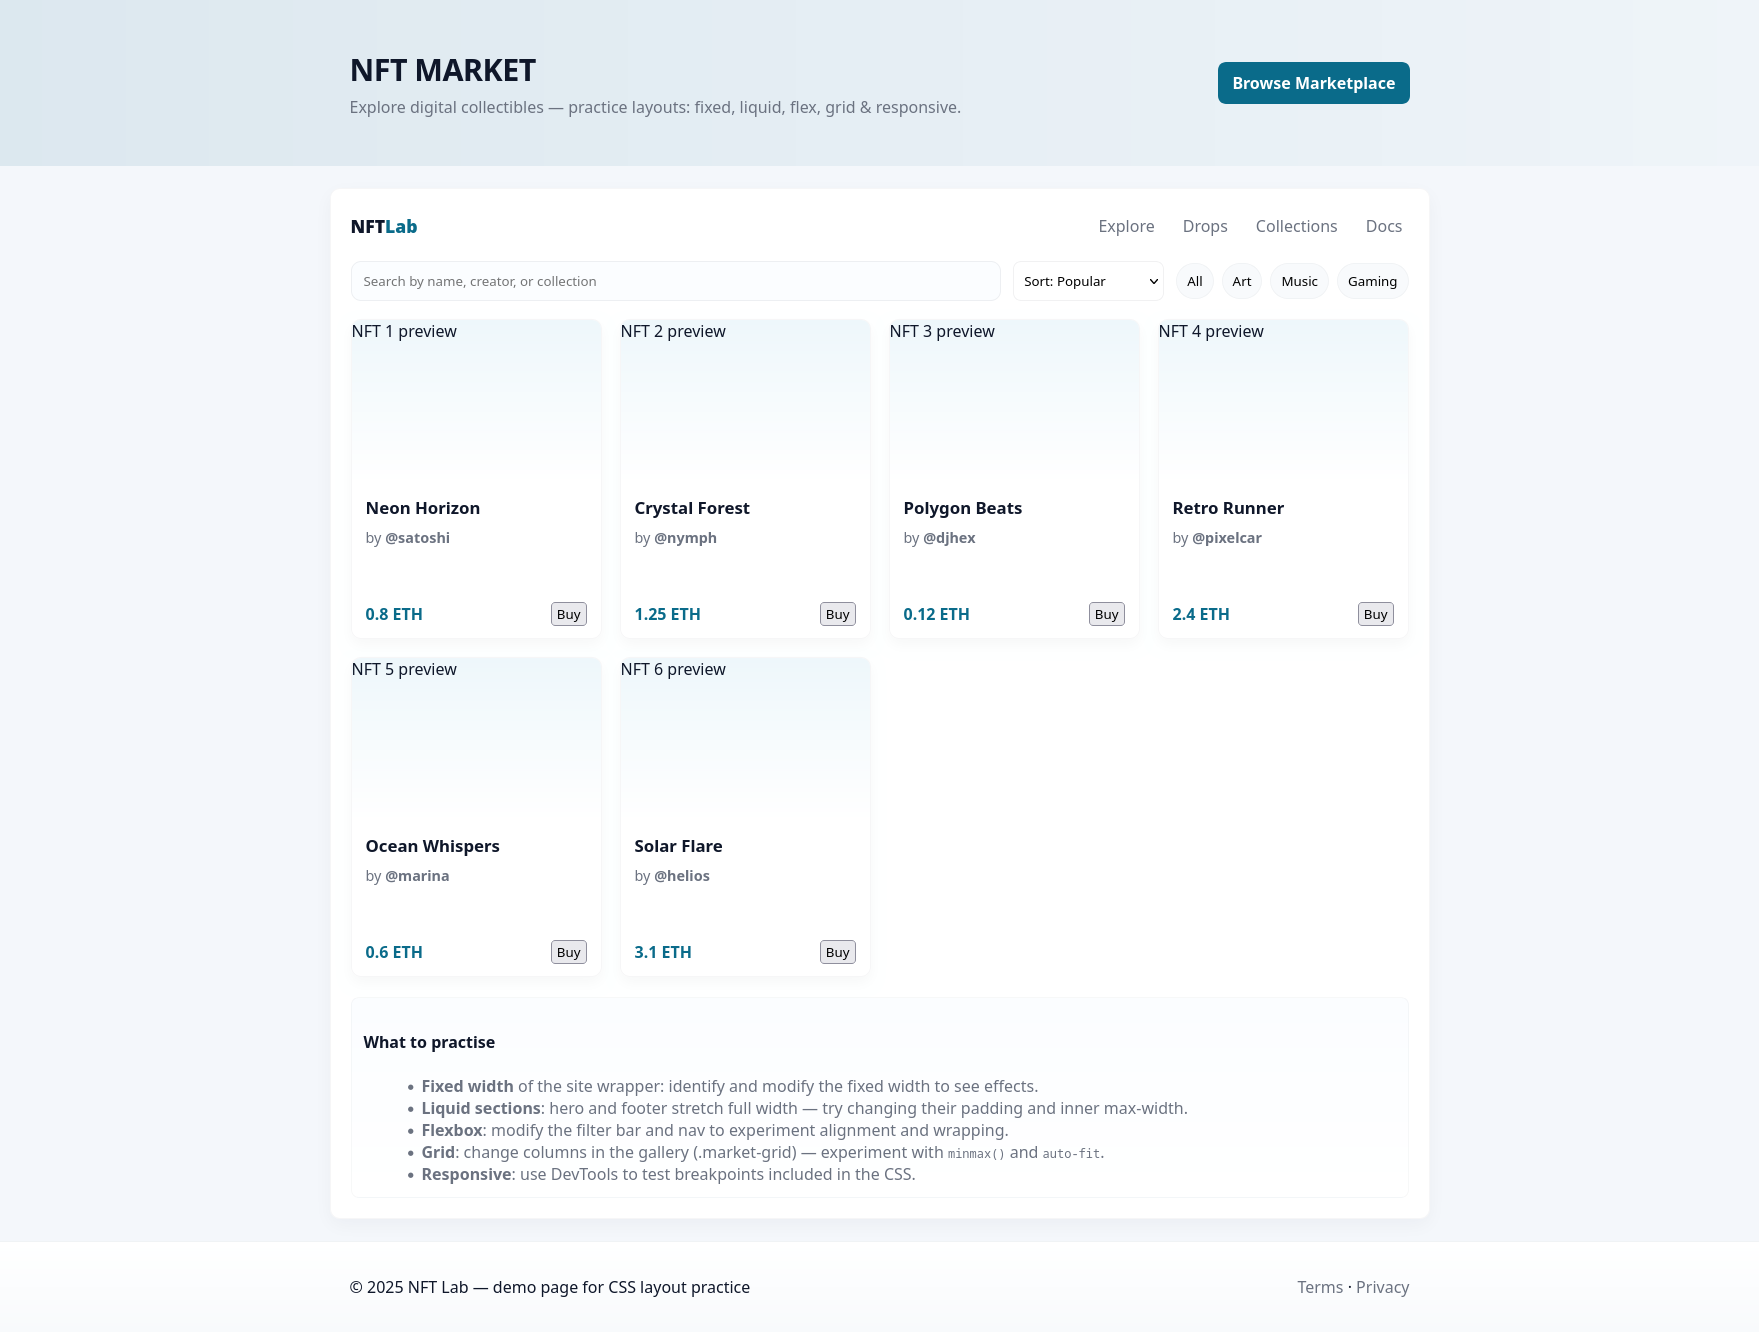 NFT MARKET
Explore digital collectibles — practice layouts: fixed, liquid, flex, grid & responsive.
Browse Marketplace
NFTLab
Explore Drops Collections Docs
Search by name, creator, or collection
Sort: Popular
All Art Music Gaming
NFT 1 preview
Neon Horizon
by @satoshi
0.8 ETH Buy
NFT 2 preview
Crystal Forest
by @nymph
1.25 ETH Buy
NFT 3 preview
Polygon Beats
by @djhex
0.12 ETH Buy
NFT 4 preview
Retro Runner
by @pixelcar
2.4 ETH Buy
NFT 5 preview
Ocean Whispers
by @marina
0.6 ETH Buy
NFT 6 preview
Solar Flare
by @helios
3.1 ETH Buy
What to practise
• Fixed width of the site wrapper: identify and modify the fixed width to see effects.
• Liquid sections: hero and footer stretch full width — try changing their padding and inner max-width.
• Flexbox: modify the filter bar and nav to experiment alignment and wrapping.
• Grid: change columns in the gallery (.market-grid) — experiment with minmax() and auto-fit.
• Responsive: use DevTools to test breakpoints included in the CSS.
© 2025 NFT Lab — demo page for CSS layout practice
Terms · Privacy